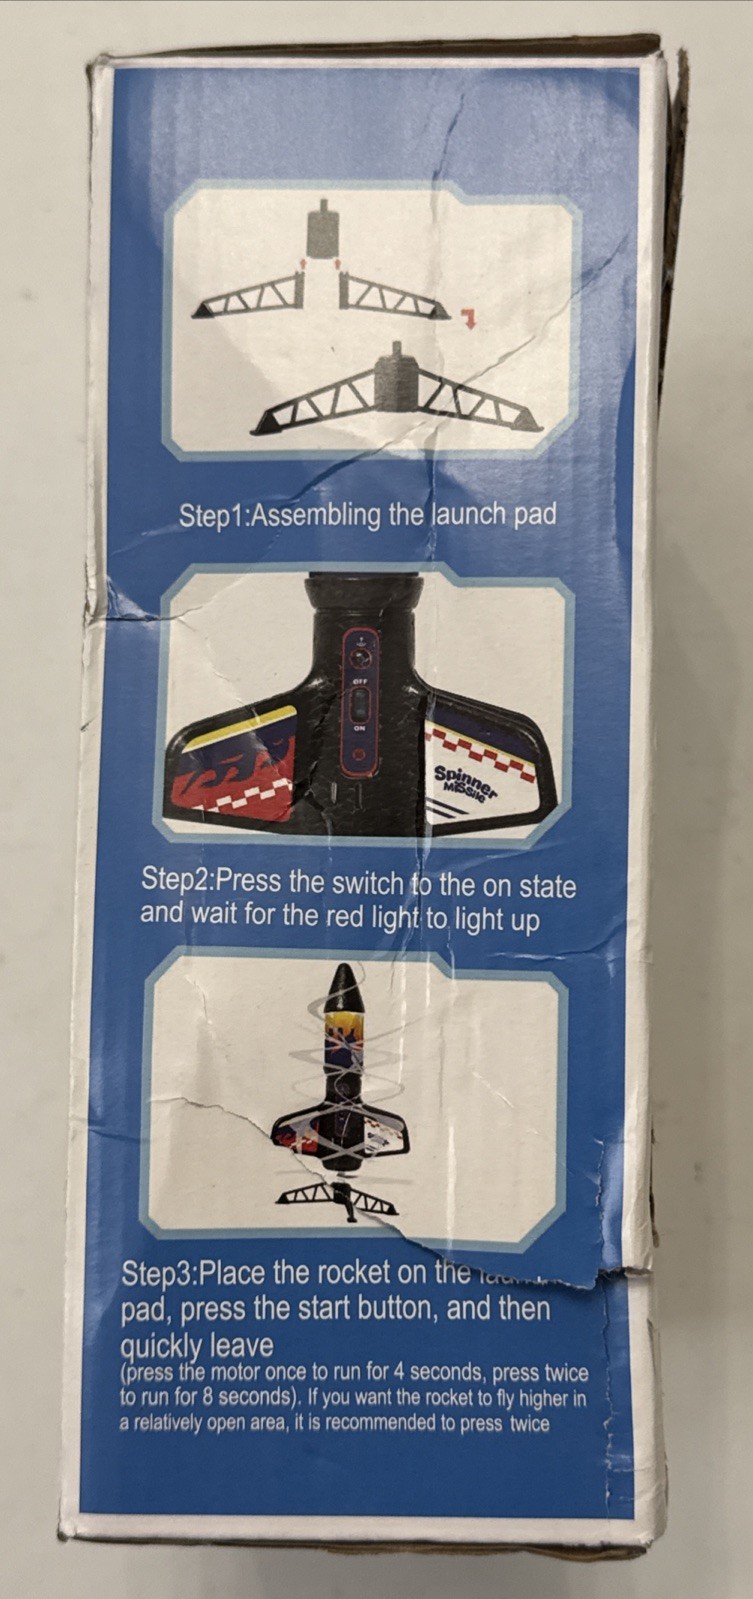 Step1:Assembling the launch pad
OFF
ON
Spinner
MISSile
Step2:Press the switch to the on state
and wait for the red light to light up
Step3:Place the rocket on the
pad, press the start button, and then
quickly leave
(press the motor once to run for 4 seconds, press twice
to run for 8 seconds). If you want the rocket to fly higher in
a relatively open area, it is recommended to press twice